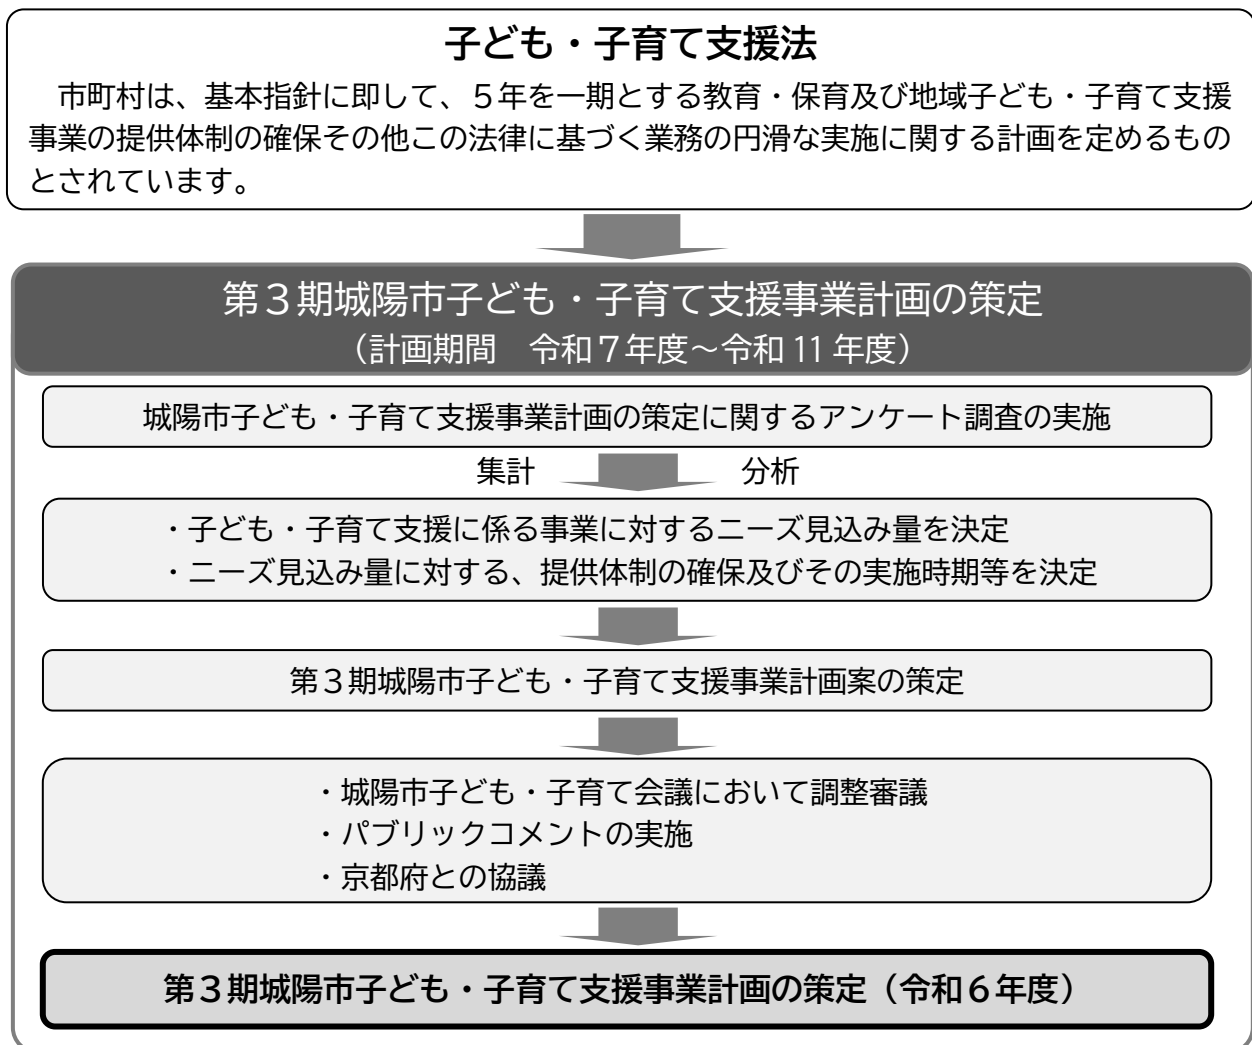 子ども・子育て支援法
市町村は、基本指針に即して、５年を一期とする教育・保育及び地域子ども・子育て支援
事業の提供体制の確保その他この法律に基づく業務の円滑な実施に関する計画を定めるもの
とされています。
第３期城陽市子ども・子育て支援事業計画の策定
（計画期間　令和７年度～令和 11 年度）
城陽市子ども・子育て支援事業計画の策定に関するアンケート調査の実施
集計　分析
・子ども・子育て支援に係る事業に対するニーズ見込み量を決定
・ニーズ見込み量に対する、提供体制の確保及びその実施時期等を決定
第３期城陽市子ども・子育て支援事業計画案の策定
・城陽市子ども・子育て会議において調整審議
・パブリックコメントの実施
・京都府との協議
第３期城陽市子ども・子育て支援事業計画の策定（令和６年度）